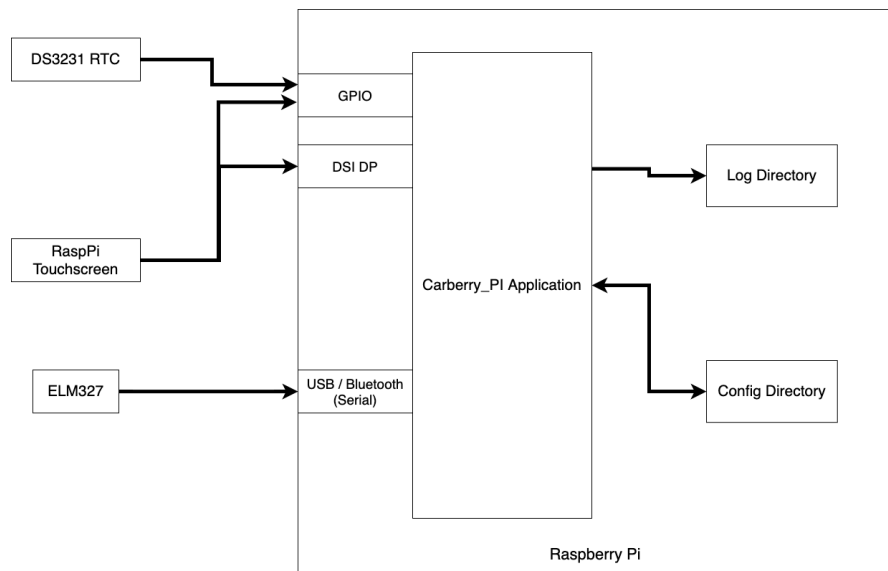 DS3231 RTC
GPIO
DSI DP
Log Directory
RaspPi
Touchscreen
Carberry_PI Application
ELM327
USB / Bluetooth
(Serial)
Config Directory
Raspberry Pi